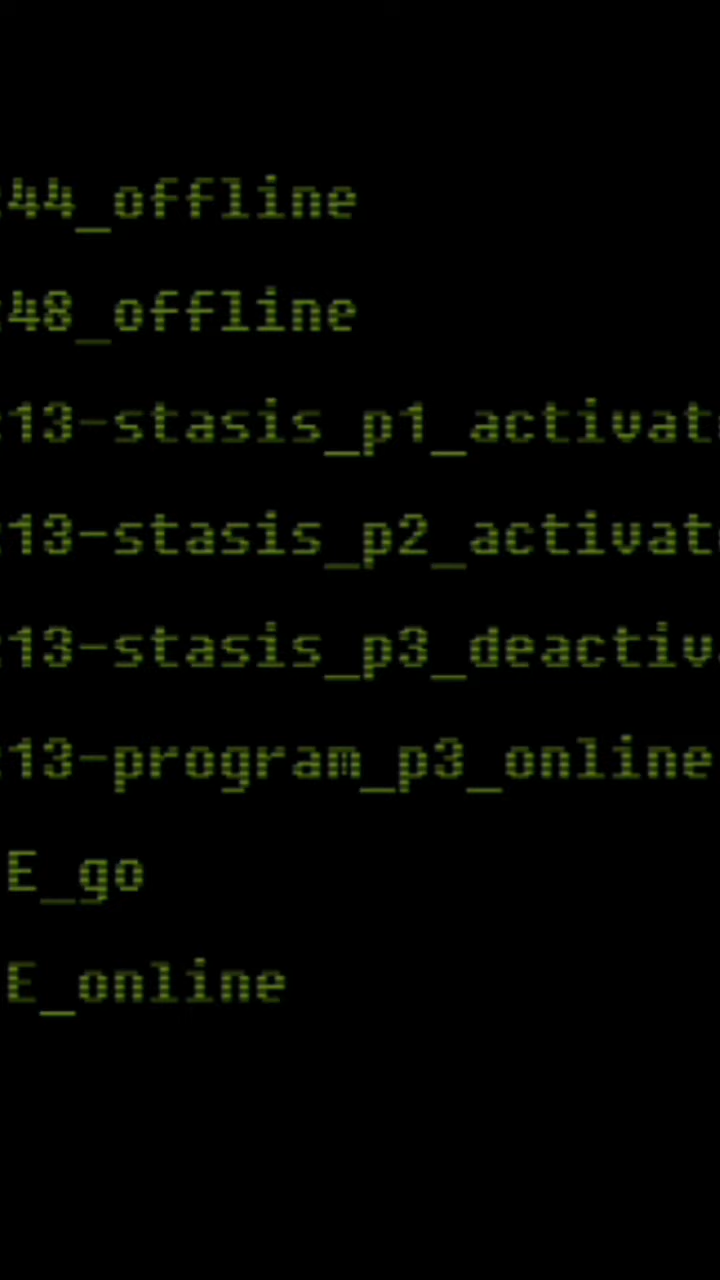 :44_offline
:48_offline
:13-stasis_p1_activat
:13-stasis_p2_activat
:13-stasis_p3_deactiv
:13-program_p3_online
E_go
E_online